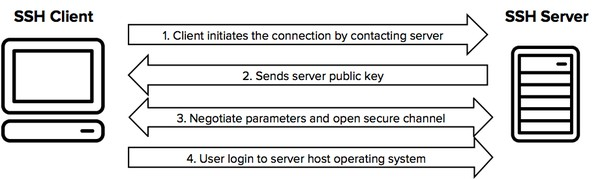 SSH Client
SSH Server
1. Client initiates the connection by contacting server
2. Sends server public key
3. Negotiate parameters and open secure channel
4. User login to server host operating system